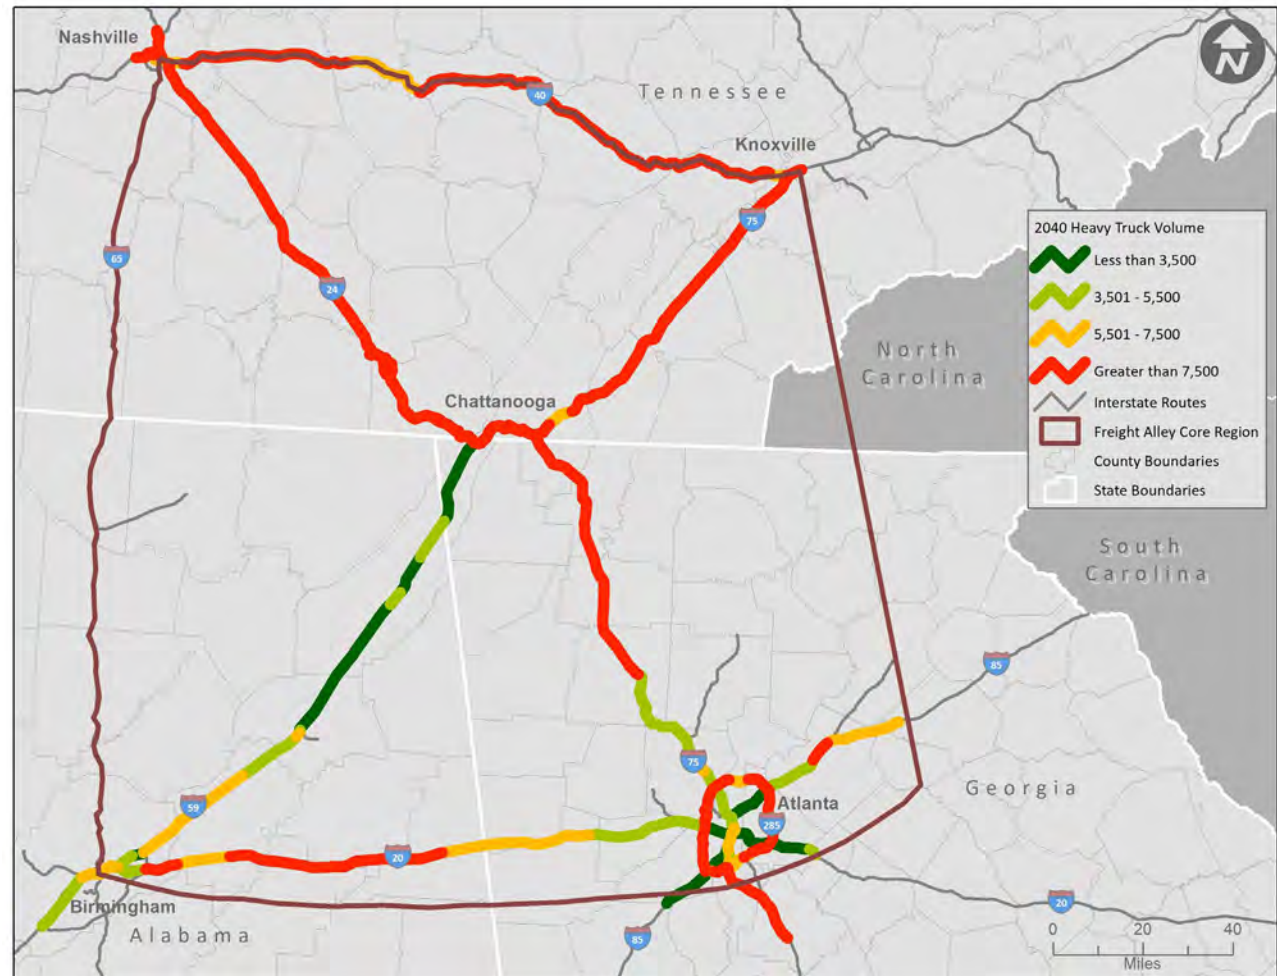 Nashville
40
Tennessee
Knoxville
75
65
24
2040 Heavy Truck Volume
Less than 3,500
3,501 - 5,500
5,501 - 7,500
Greater than 7,500
Interstate Routes
Freight Alley Core Region
County Boundaries
State Boundaries
North
Carolina
Chattanooga
South
Carolina
85
75
59
Atlanta
285
Georgia
20
Birmingham
Alabama
85
20
0 20 40
Miles
N